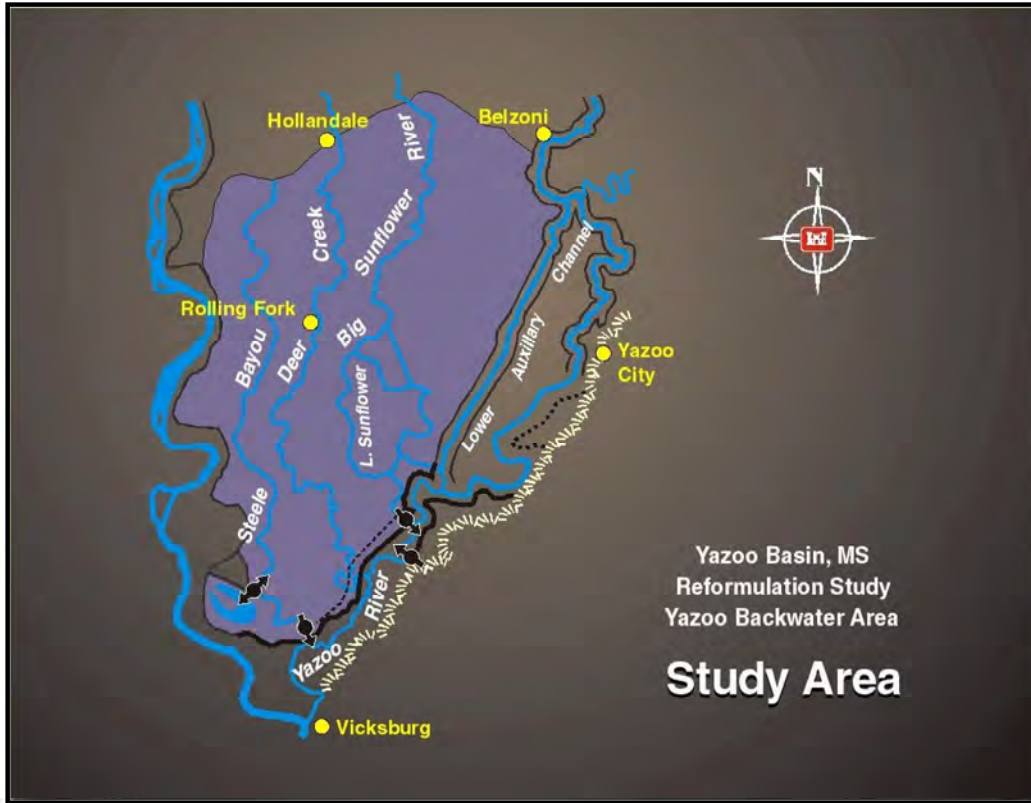 Hollandale
Belzoni
River
N
Creek
Sunflower
Channel
Rolling Fork
Bayou
Deer
Big
Auxillary
Yazoo
City
L. Sunflower
Lower
Steele
River
Yazoo
Vicksburg
Yazoo Basin, MS
Reformulation Study
Yazoo Backwater Area
Study Area